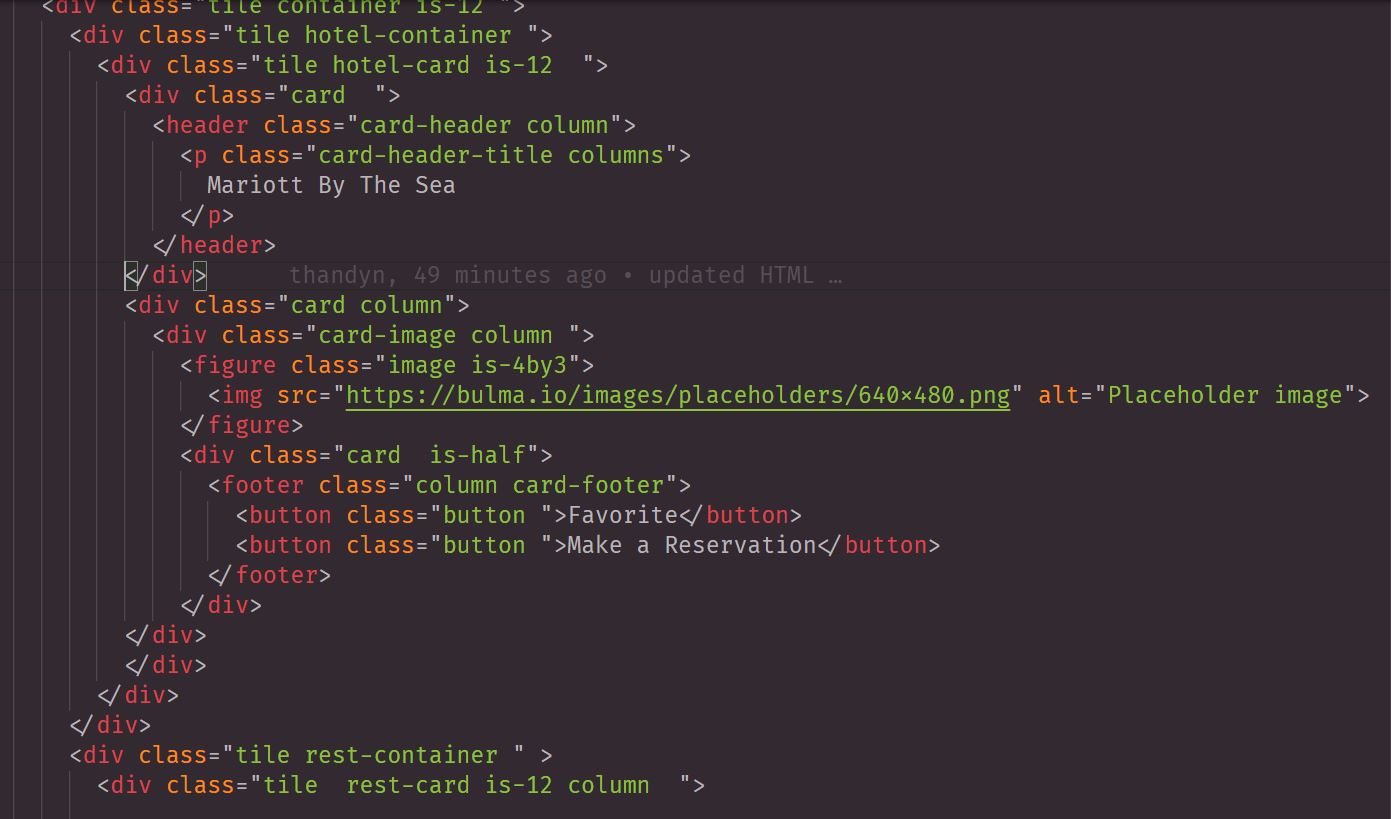 <div class="tile container is-12 ">
<div class="tile hotel-container ">
<div class="tile hotel-card is-12  ">
<div class="card  ">
<header class="card-header column">
<p class="card-header-title columns">
Mariott By The Sea
</p>
</header>
</div> thandyn, 49 minutes ago • updated HTML …
<div class="card column">
<div class="card-image column ">
<figure class="image is-4by3">
<img src="https://bulma.io/images/placeholders/640x480.png" alt="Placeholder image">
</figure>
<div class="card  is-half">
<footer class="column card-footer">
<button class="button ">Favorite</button>
<button class="button ">Make a Reservation</button>
</footer>
</div>
</div>
</div>
</div>
</div>
<div class="tile rest-container " >
<div class="tile  rest-card is-12 column  ">